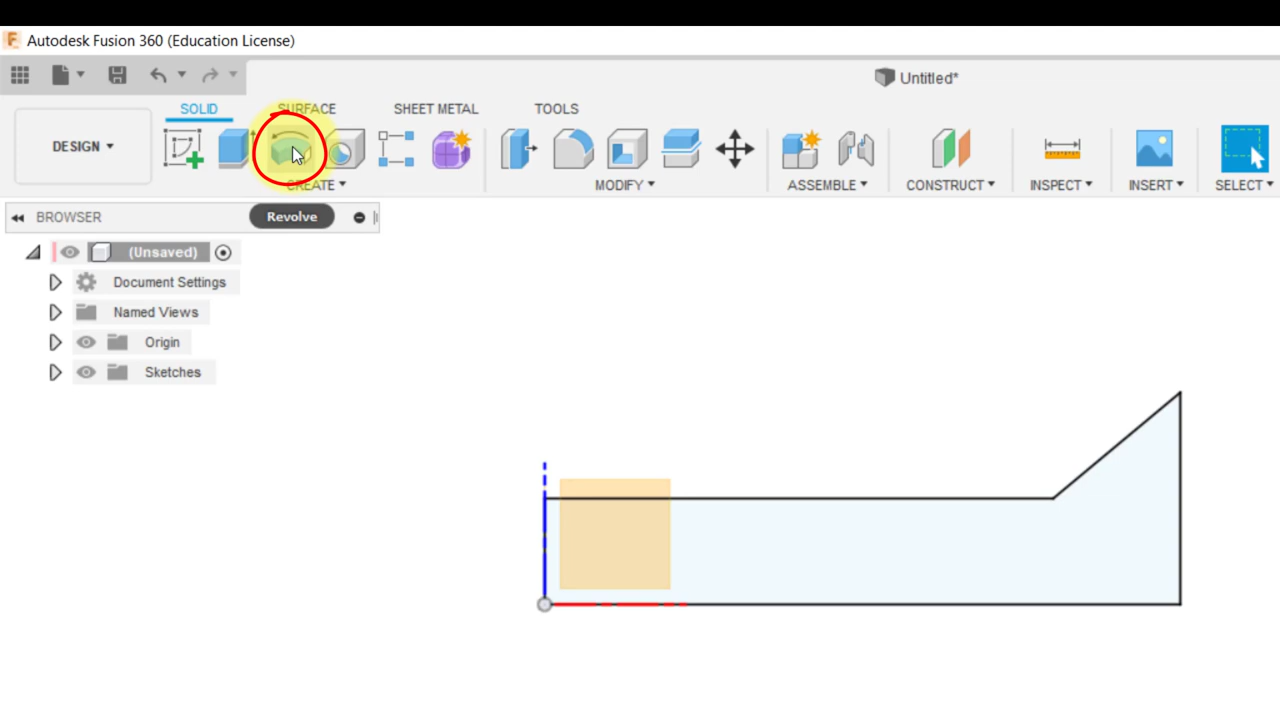 Autodesk Fusion 360 (Education License)
Untitled*
SOLID SURFACE SHEET METAL TOOLS
DESIGN
CREATE MODIFY ASSEMBLE CONSTRUCT INSPECT INSERT SELECT
BROWSER Revolve
(Unsaved)
Document Settings
Named Views
Origin
Sketches